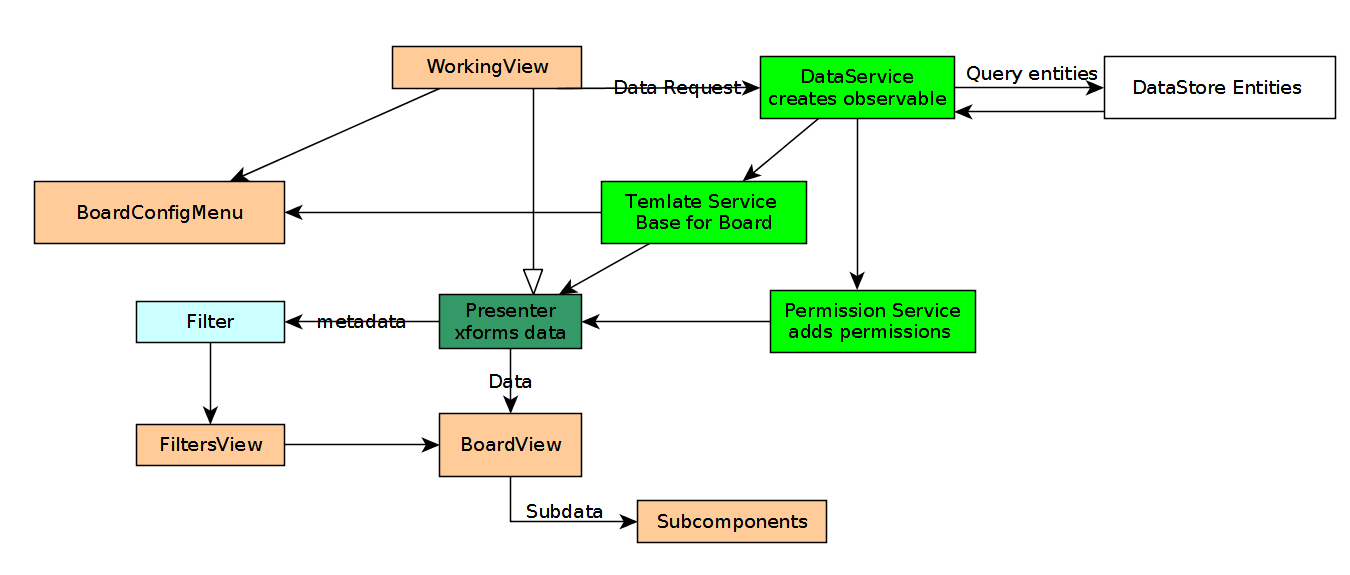 WorkingView
Data Request
DataService
creates observable
Query entities
DataStore Entities
BoardConfigMenu
Temlate Service
Base for Board
Filter
metadata
Presenter
xforms data
Permission Service
adds permissions
Data
FiltersView
BoardView
Subdata
Subcomponents